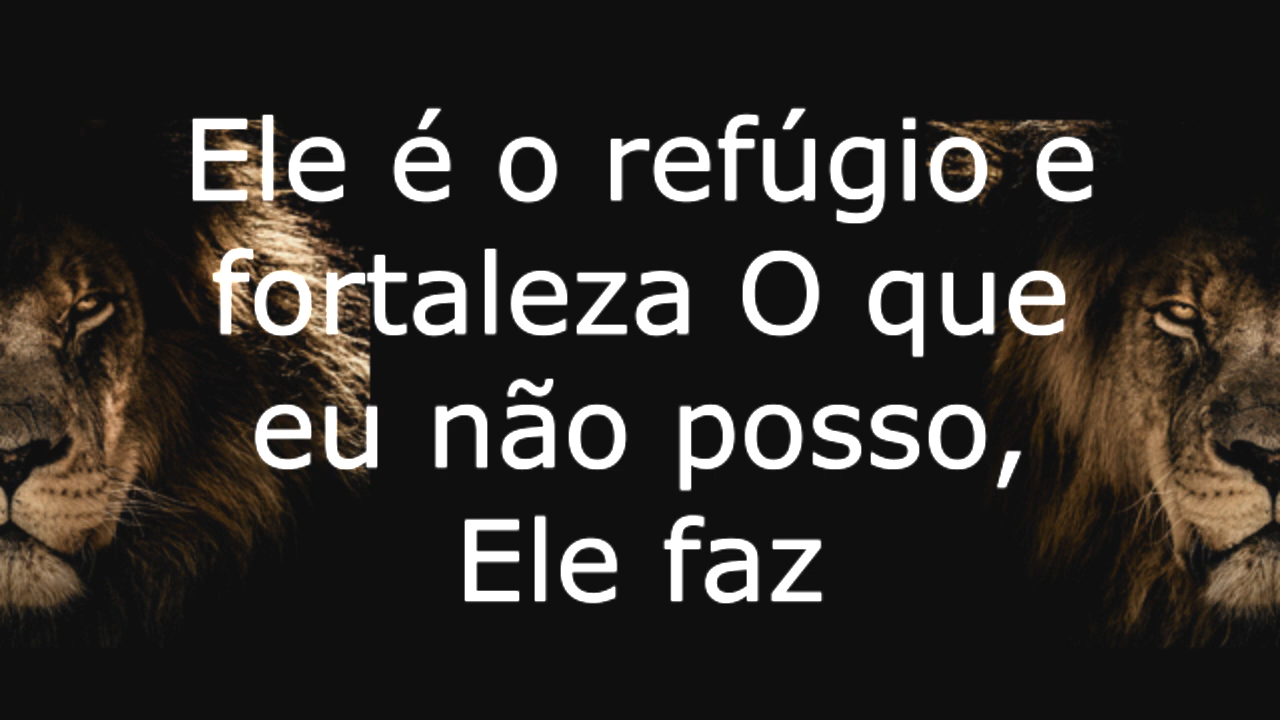 Ele é o refúgio e
fortaleza O que
eu não posso,
Ele faz